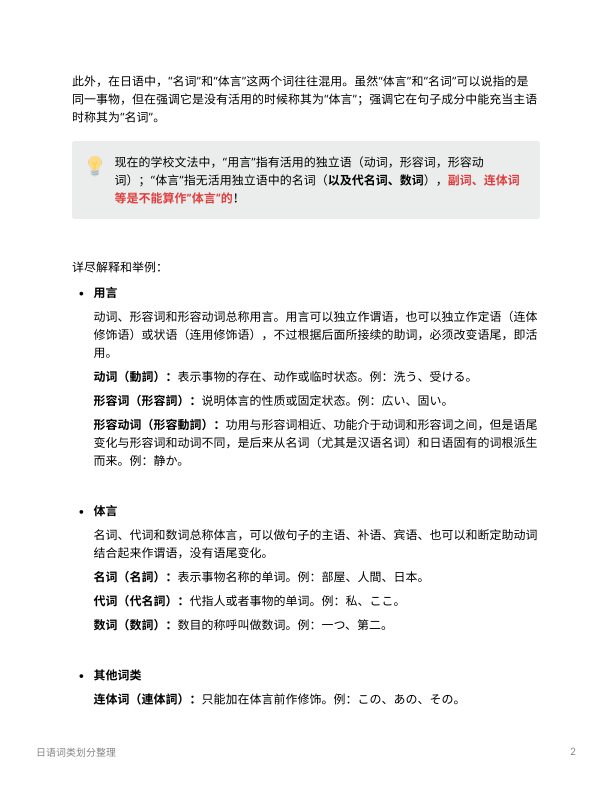 此外，在日语中，“名词”和“体言”这两个词往往混用。虽然“体言”和“名词”可以说指的是
同一事物，但在强调它是没有活用的时候称其为“体言”；强调它在句子成分中能充当主语
时称其为“名词”。
现在的学校文法中，“用言”指有活用的独立语（动词，形容词，形容动
词）；“体言”指无活用独立语中的名词（以及代名词、数词），副词、连体词
等是不能算作“体言”的！
详尽解释和举例：
• 用言
动词、形容词和形容动词总称用言。用言可以独立作谓语，也可以独立作定语（连体
修饰语）或状语（连用修饰语），不过根据后面所接续的助词，必须改变语尾，即活
用。
动词（動詞）：表示事物的存在、动作或临时状态。例：洗う、受ける。
形容词（形容詞）：说明体言的性质或固定状态。例：広い、固い。
形容动词（形容動詞）：功用与形容词相近、功能介于动词和形容词之间，但是语尾
变化与形容词和动词不同，是后来从名词（尤其是汉语名词）和日语固有的词根派生
而来。例：静か。
• 体言
名词、代词和数词总称体言，可以做句子的主语、补语、宾语、也可以和断定助动词
结合起来作谓语，没有语尾变化。
名词（名詞）：表示事物名称的单词。例：部屋、人間、日本。
代词（代名詞）：代指人或者事物的单词。例：私、ここ。
数词（数詞）：数目的称呼叫做数词。例：一つ、第二。
• 其他词类
连体词（連体詞）：只能加在体言前作修饰。例：この、あの、その。
日语词类划分整理
2